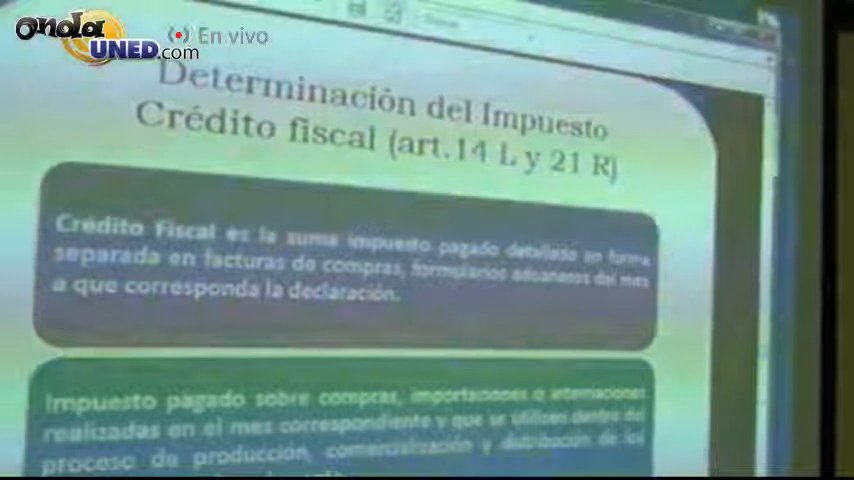 onda
UNED.com
En vivo
Determinación del Impuesto
Crédito fiscal (art.14 L y 21 R)
Crédito Fiscal es la suma impuesto pagado detallado en forma
separada en facturas de compras, formularios aduaneros del mes
a que corresponda la declaración.
Impuesto pagado sobre compras, importaciones o internaciones
realizadas en el mes correspondiente y que se utilicen dentro del
proceso de producción, comercialización y distribución de los